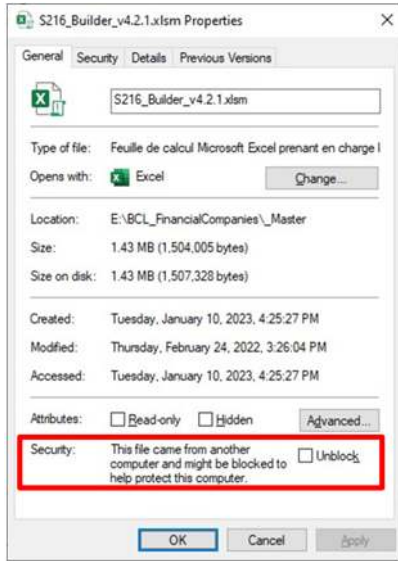 S216_Builder_v4.2.1.xlsm Properties
General Security Details Previous Versions
S216_Builder_v4.2.1.xlsm
Type of file: Feuille de calcul Microsoft Excel prenant en charge l
Opens with: Excel Change...
Location: E:\BCL_FinancialCompanies\_Master
Size: 1.43 MB (1,504,005 bytes)
Size on disk: 1.43 MB (1,507,328 bytes)
Created: Tuesday, January 10, 2023, 4:25:27 PM
Modified: Thursday, February 24, 2022, 3:26:04 PM
Accessed: Tuesday, January 10, 2023, 4:25:27 PM
Attributes: Read-only Hidden Advanced...
Security: This file came from another
computer and might be blocked to Unblock
help protect this computer.
OK Cancel Apply